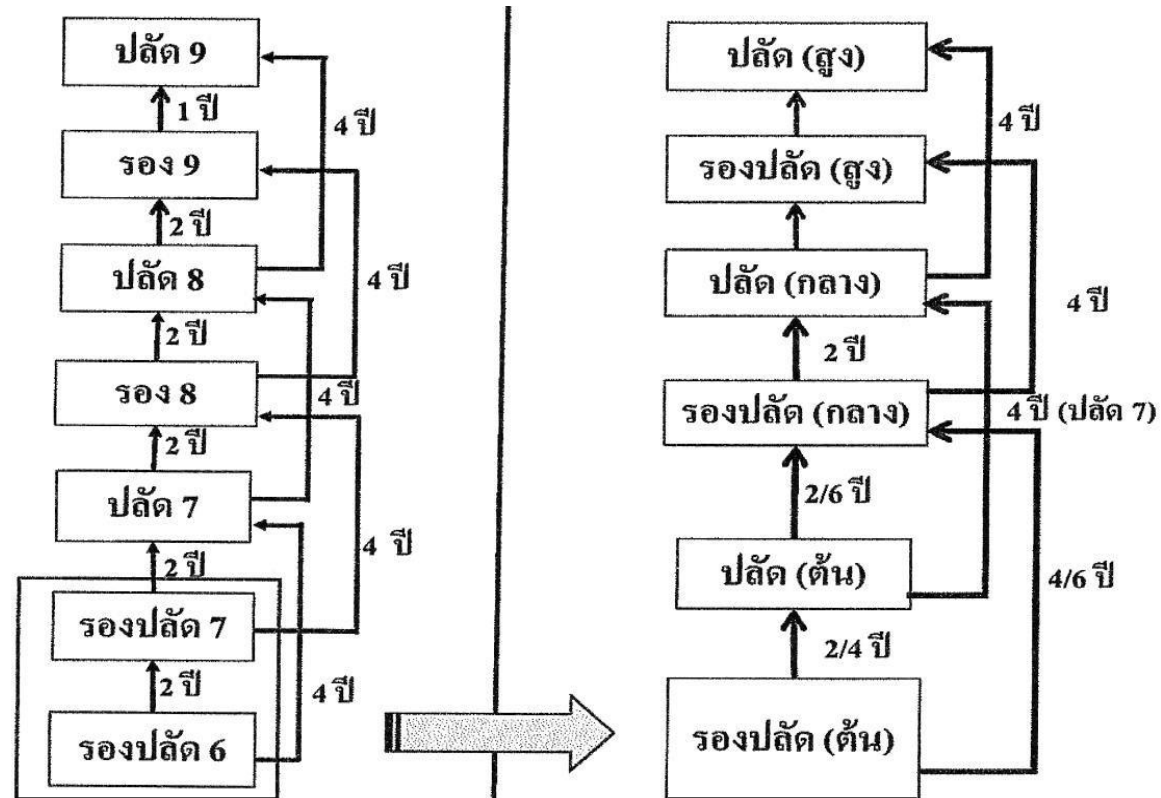 ปลัด 9
1 ปี
4 ปี
รอง 9
2 ปี
ปลัด 8
4 ปี
2 ปี
รอง 8
4 ปี
2 ปี
ปลัด 7
4 ปี
2 ปี
รองปลัด 7
2 ปี
4 ปี
รองปลัด 6
ปลัด (สูง)
4 ปี
รองปลัด (สูง)
ปลัด (กลาง)
4 ปี
2 ปี
รองปลัด (กลาง)
4 ปี (ปลัด 7)
2/6 ปี
ปลัด (ต้น)
4/6 ปี
2/4 ปี
รองปลัด (ต้น)